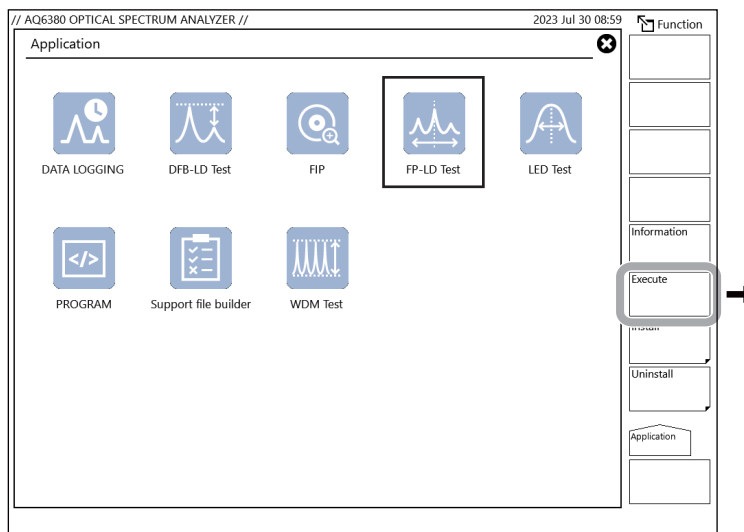 // AQ6380 OPTICAL SPECTRUM ANALYZER // 2023 Jul 30 08:59
Function
Application
DATA LOGGING DFB-LD Test FIP FP-LD Test LED Test
Information
</>
Execute
PROGRAM Support file builder WDM Test
Install
Uninstall
Application